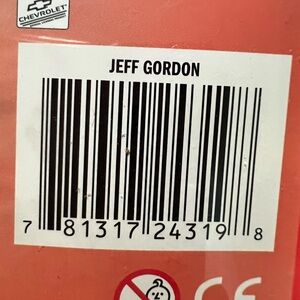 CHEVROLET
JEFF GORDON
7 81317 24319 8
CE